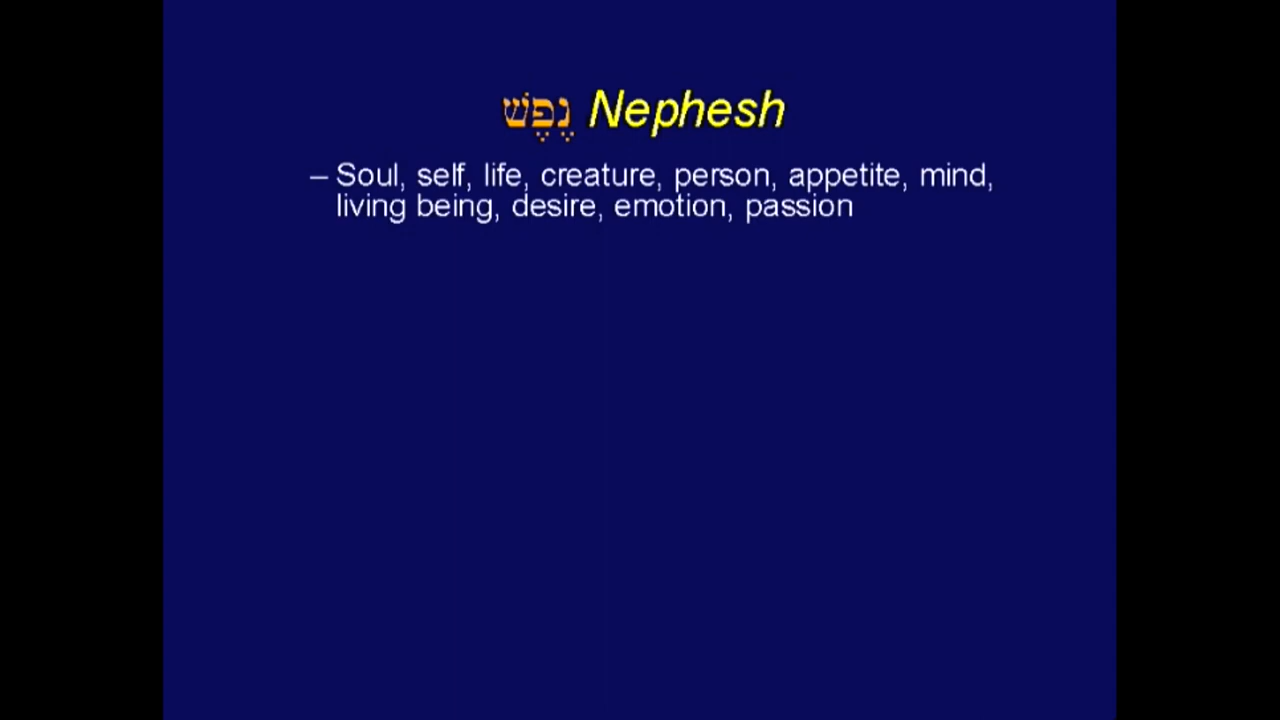 נֶפֶשׁ Nephesh
– Soul, self, life, creature, person, appetite, mind,
living being, desire, emotion, passion